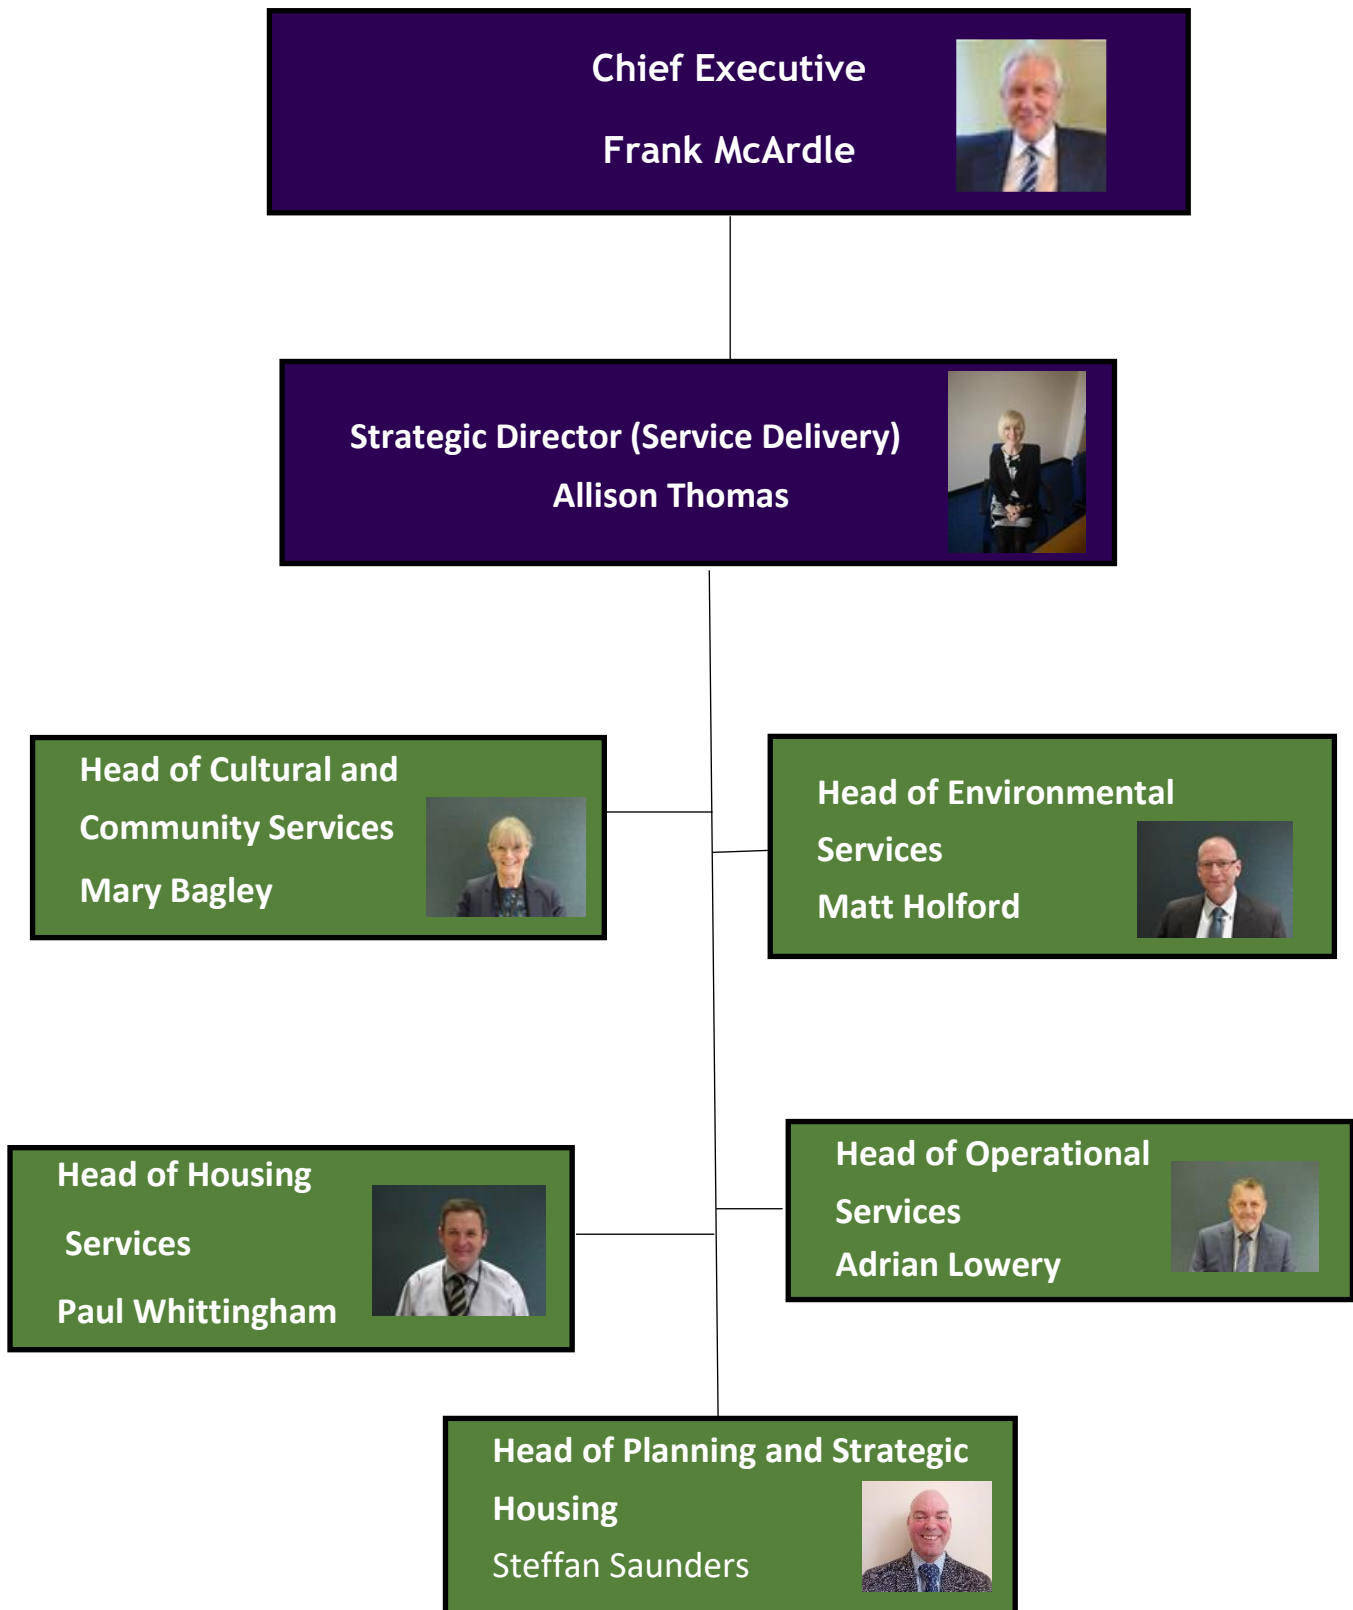 Chief Executive
Frank McArdle
Strategic Director (Service Delivery)
Allison Thomas
Head of Cultural and
Community Services
Mary Bagley
Head of Environmental
Services
Matt Holford
Head of Housing
Services
Paul Whittingham
Head of Operational
Services
Adrian Lowery
Head of Planning and Strategic
Housing
Steffan Saunders